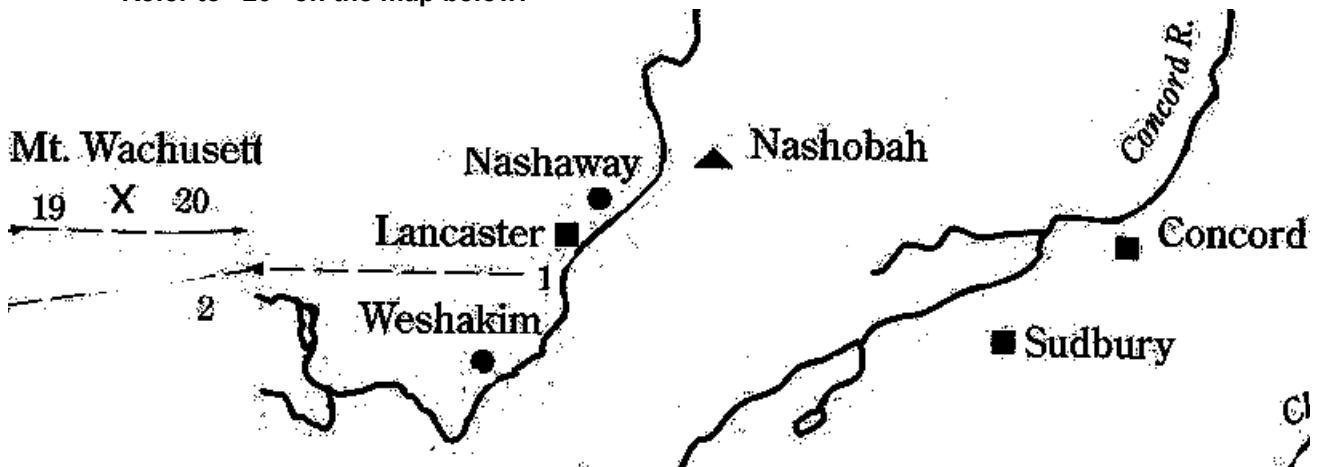 Concord R.
Mt. Wachusett
Nashaway
Nashobah
19 X 20
Lancaster
Concord
1
2
Weshakim
Sudbury